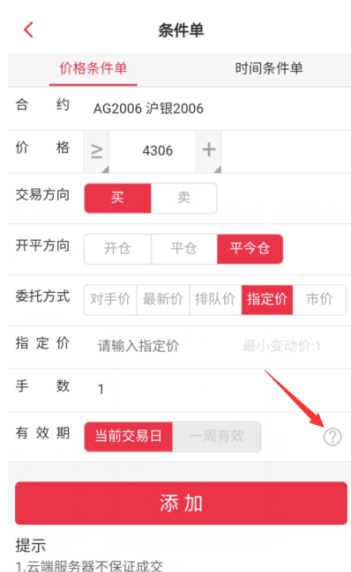 条件单
价格条件单 时间条件单
合 约 AG2006 沪银2006
价 格 ≥ 4306 +
交易方向 买 卖
开平方向 开仓 平仓 平今仓
委托方式 对手价 最新价 排队价 指定价 市价
指 定 价 请输入指定价 最小变动价:1
手 数 1
有 效 期 当前交易日 一周有效 ?
添 加
提示
1.云端服务器不保证成交